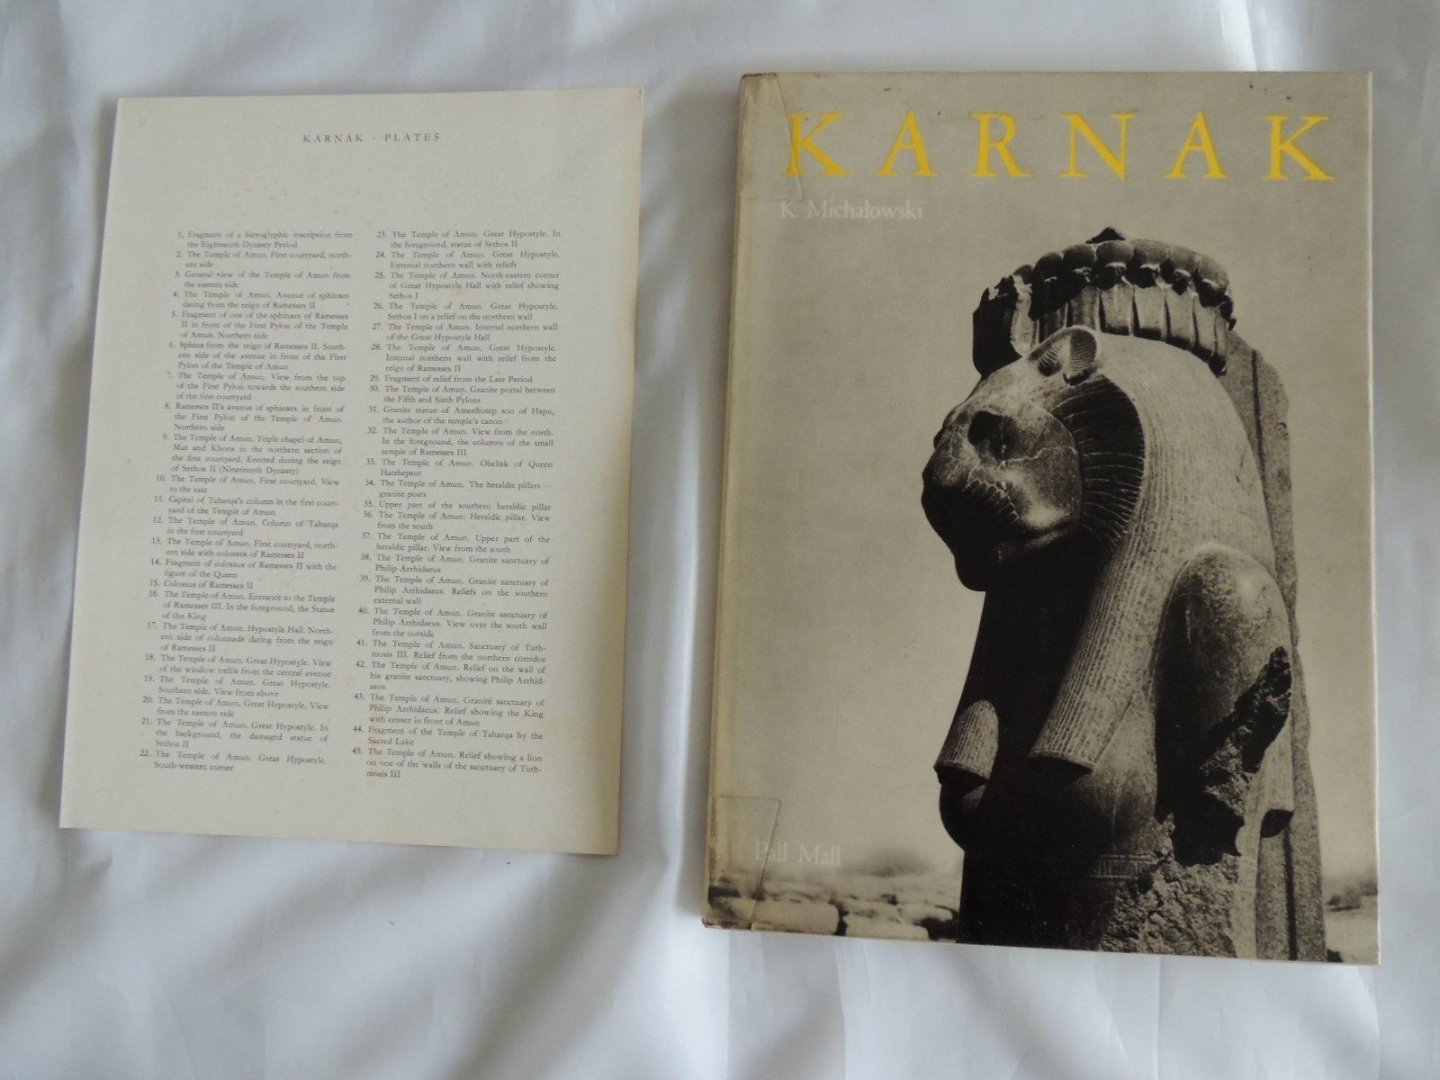 KARNAK - PLATES
1. Fragment of a hieroglyphic inscription from
the Eighteenth Dynasty Period
2. The Temple of Amun. First courtyard, north-
ern side
3. General view of the Temple of Amun from
the eastern side
4. The Temple of Amun. Avenue of sphinxes
dating from the reign of Ramesses II
5. Fragment of one of the sphinxes of Ramesses
II in front of the First Pylon of the Temple
of Amun. Northern side
6. Sphinx from the reign of Ramesses II. South-
ern side of the avenue in front of the First
Pylon of the Temple of Amun
7. The Temple of Amun. View from the top
of the First Pylon towards the southern side
of the first courtyard
8. Ramesses II's avenue of sphinxes in front of
the First Pylon of the Temple of Amun.
Northern side
9. The Temple of Amun. Triple chapel of Amun,
Mut and Khons in the northern section of
the first courtyard. Erected during the reign
of Sethos II (Nineteenth Dynasty)
10. The Temple of Amun. First courtyard. View
to the east
11. Capital of Taharqa's column in the first court-
yard of the Temple of Amun
12. The Temple of Amun. Column of Taharqa
in the first courtyard
13. The Temple of Amun. First courtyard, north-
ern side with colossus of Ramesses II
14. Fragment of colossus of Ramesses II with the
figure of the Queen
15. Colossus of Ramesses II
16. The Temple of Amun. Entrance to the Temple
of Ramesses III. In the foreground, the Statue
of the King
17. The Temple of Amun. Hypostyle Hall. North-
ern side of colonnade dating from the reign
of Ramesses II
18. The Temple of Amun. Great Hypostyle. View
of the window trellis from the central avenue
19. The Temple of Amun. Great Hypostyle.
Southern side. View from above
20. The Temple of Amun. Great Hypostyle. View
from the eastern side
21. The Temple of Amun. Great Hypostyle. In
the background, the damaged statue of
Sethos II
22. The Temple of Amun. Great Hypostyle.
South-western corner
23. The Temple of Amun. Great Hypostyle. In
the foreground, statue of Sethos II
24. The Temple of Amun. Great Hypostyle.
External northern wall with reliefs
25. The Temple of Amun. North-eastern corner
of Great Hypostyle Hall with relief showing
Sethos I
26. The Temple of Amun. Great Hypostyle.
Sethos I on a relief on the northern wall
27. The Temple of Amun. Internal northern wall
of the Great Hypostyle Hall
28. The Temple of Amun. Great Hypostyle.
Internal northern wall with relief from the
reign of Ramesses II
29. Fragment of relief from the Late Period
30. The Temple of Amun. Granite portal between
the Fifth and Sixth Pylons
31. Granite statue of Amenhotep son of Hapu,
the author of the temple's canon
32. The Temple of Amun. View from the north.
In the foreground, the columns of the small
temple of Ramesses III
33. The Temple of Amun. Obelisk of Queen
Hatshepsut
34. The Temple of Amun. The heraldic pillars —
granite posts
35. Upper part of the southern heraldic pillar
36. The Temple of Amun. Heraldic pillar. View
from the south
37. The Temple of Amun. Upper part of the
heraldic pillar. View from the south
38. The Temple of Amun. Granite sanctuary of
Philip Arrhidaeus
39. The Temple of Amun. Granite sanctuary of
Philip Arrhidaeus. Reliefs on the southern
external wall
40. The Temple of Amun. Granite sanctuary of
Philip Arrhidaeus. View over the south wall
from the outside
41. The Temple of Amun. Sanctuary of Tuth-
mosis III. Relief from the northern corridor
42. The Temple of Amun. Relief on the wall of
his granite sanctuary, showing Philip Arrhid-
aeus
43. The Temple of Amun. Granite sanctuary of
Philip Arrhidaeus. Relief showing the King
with censer in front of Amun
44. Fragment of the Temple of Taharqa by the
Sacred Lake
45. The Temple of Amun. Relief showing a lion
on one of the walls of the sanctuary of Tuth-
mosis III
KARNAK
K. Michałowski
Pall Mall